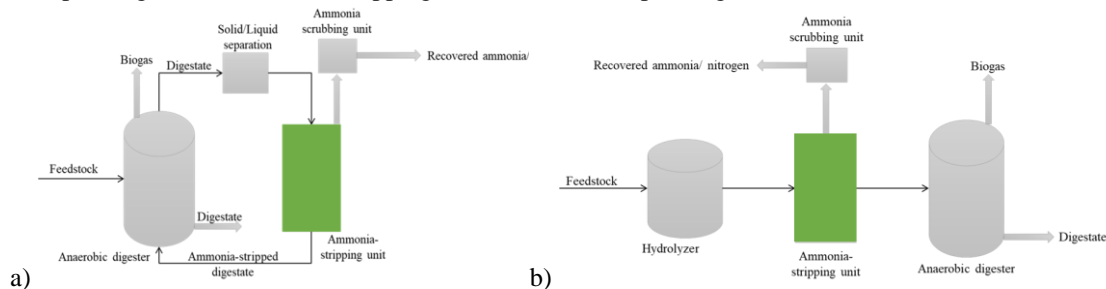 Ammonia
scrubbing unit
Solid/Liquid
separation
Recovered ammonia/
Biogas
Digestate
Feedstock
Digestate
Anaerobic digester
Ammonia-stripped
digestate
Ammonia-
stripping unit
a)
Ammonia
scrubbing unit
Recovered ammonia/ nitrogen
Biogas
Feedstock
Hydrolyzer
Ammonia-
stripping unit
Anaerobic digester
Digestate
b)